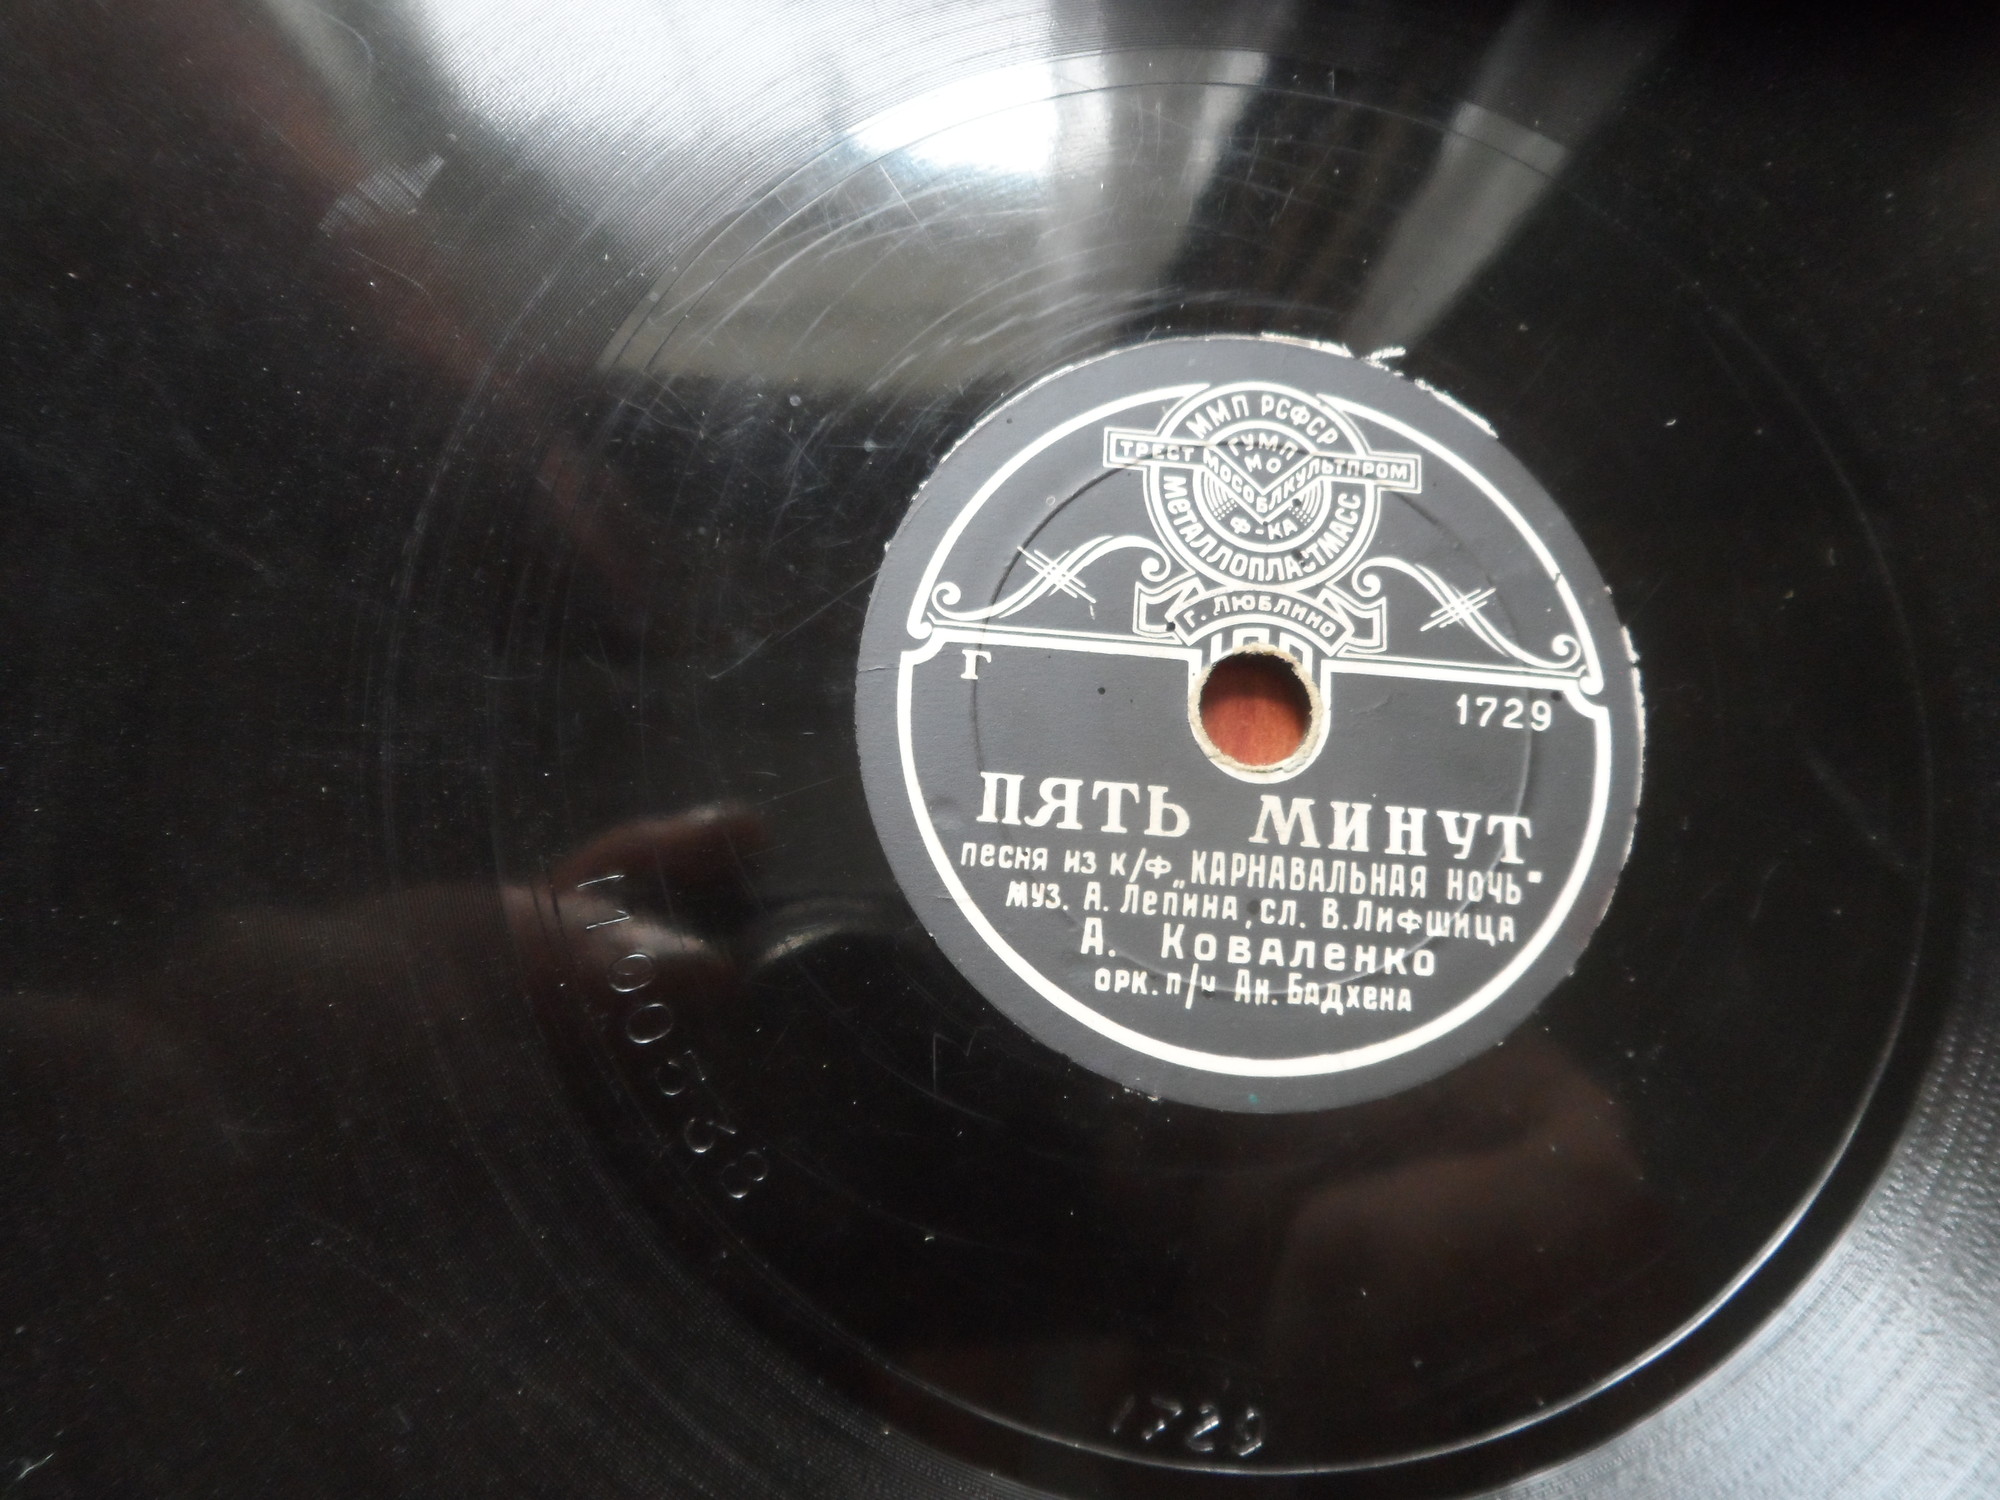 ММП РСФСР
ГУМП
МО
ТРЕСТ МОСОБЛКУЛЬТПРОМ
Ф-КА
МЕТАЛЛОПЛАСТМАСС
Г. ЛЮБЛИНО
Г
1729
ПЯТЬ МИНУТ
песня из к/ф „КАРНАВАЛЬНАЯ НОЧЬ"
муз. А. Лепина, сл. В. Лифшица
А. Коваленко
орк. п/у Ан. Бадхена
1729